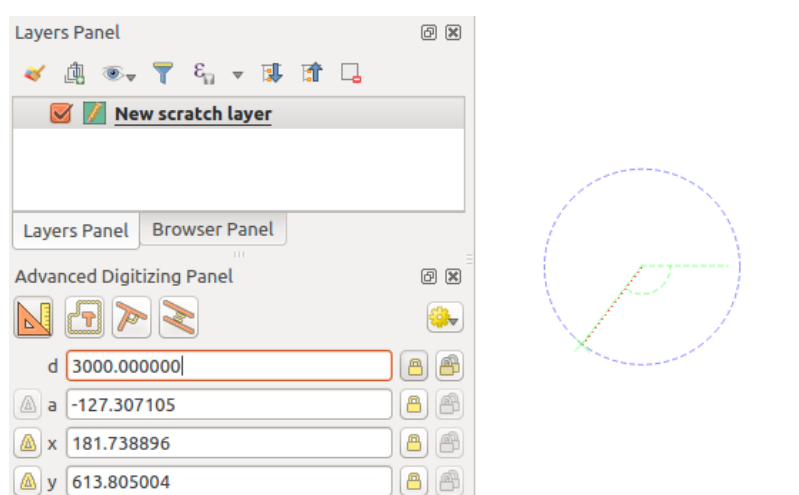 Layers Panel
New scratch layer
Layers Panel Browser Panel
Advanced Digitizing Panel
d 3000.000000
a -127.307105
x 181.738896
y 613.805004